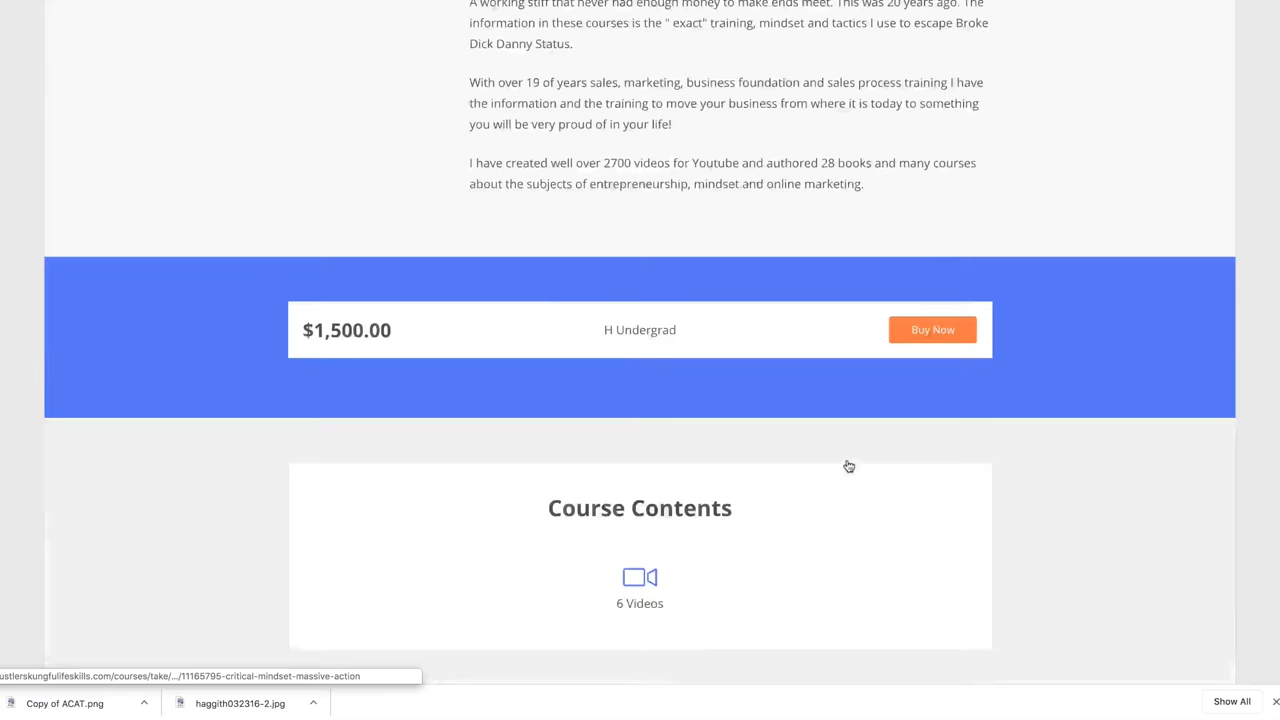 A working stiff that never had enough money to make ends meet. This was 20 years ago. The
information in these courses is the " exact" training, mindset and tactics I use to escape Broke
Dick Danny Status.
With over 19 of years sales, marketing, business foundation and sales process training I have
the information and the training to move your business from where it is today to something
you will be very proud of in your life!
I have created well over 2700 videos for Youtube and authored 28 books and many courses
about the subjects of entrepreneurship, mindset and online marketing.
$1,500.00
H Undergrad
Buy Now
Course Contents
6 Videos
ustlerskungfulifeskills.com/courses/take/.../11165795-critical-mindset-massive-action
Copy of ACAT.png
haggith032316-2.jpg
Show All